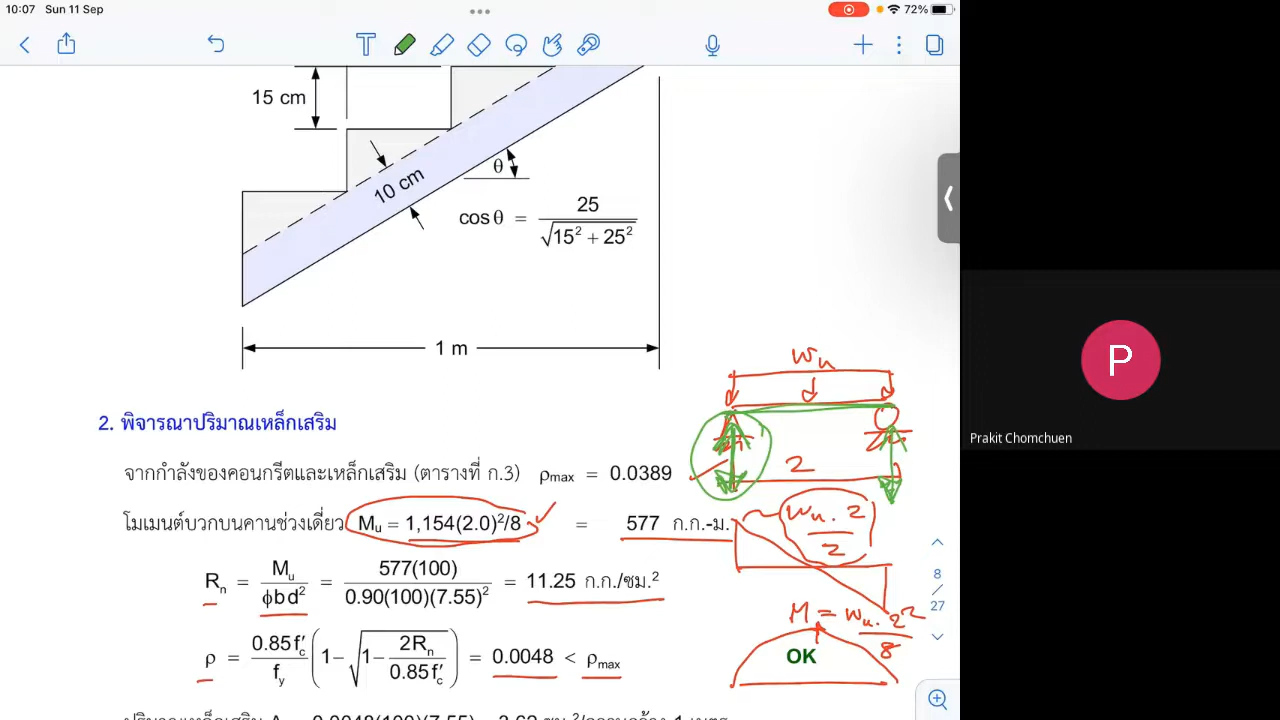 10:07 Sun 11 Sep
72%
15 cm
10 cm
θ
cos θ = 25 / √(15² + 25²)
1 m
w_u
2. พิจารณาปริมาณเหล็กเสริม
จากกำลังของคอนกรีตและเหล็กเสริม (ตารางที่ ก.3) ρmax = 0.0389
2
โมเมนต์บวกบนคานช่วงเดี่ยว Mu = 1,154(2.0)²/8 = 577 ก.ก.-ม.
w_u . 2 / 2
Rn = Mu / φbd² = 577(100) / 0.90(100)(7.55)² = 11.25 ก.ก./ซม.²
M = w_u . 2² / 8
ρ = 0.85f′c / fy (1 − √(1 − 2Rn / 0.85f′c)) = 0.0048 < ρmax
OK
8 / 27
P
Prakit Chomchuen